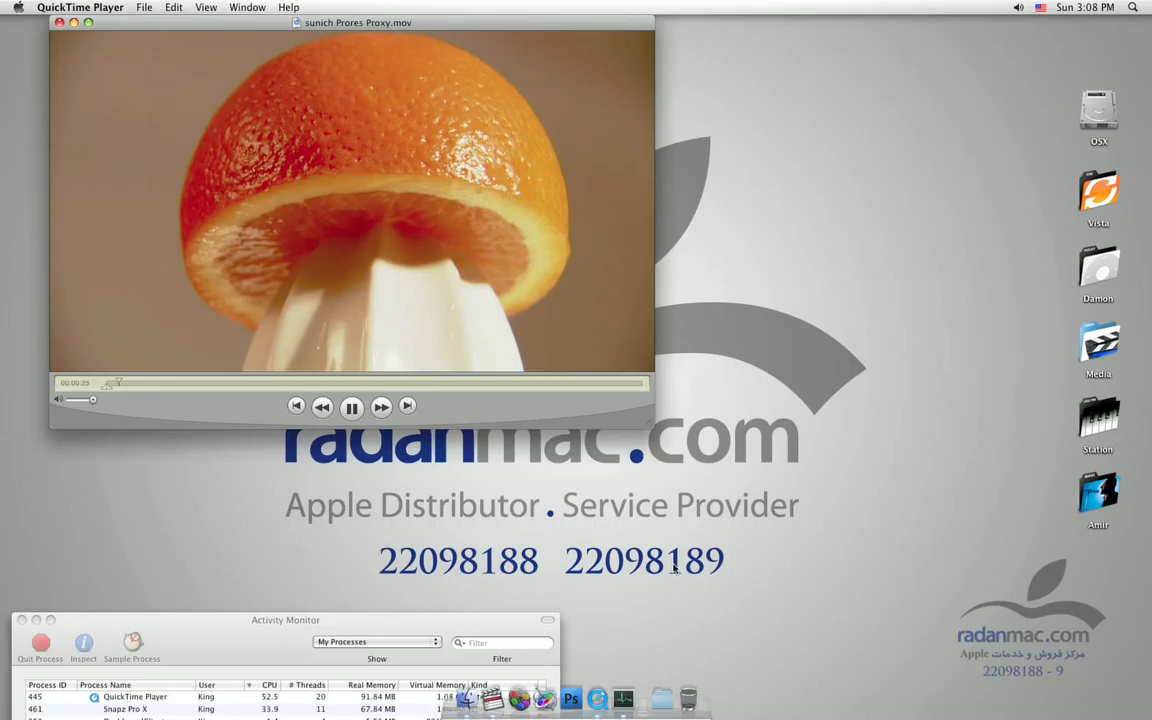 QuickTime Player File Edit View Window Help Sun 3:08 PM
sunich Prores Proxy.mov
00:00:25
OSX
Vista
Damon
Media
Station
Amir
radanmac.com
Apple Distributor . Service Provider
22098188 22098189
radanmac.com
مرکز فروش و خدمات Apple
22098188 - 9
Activity Monitor
My Processes Filter
Quit Process Inspect Sample Process Show Filter
Process ID Process Name User CPU # Threads Real Memory Virtual Memory Kind
445 QuickTime Player King 52.5 20 91.84 MB
461 Snapz Pro X King 33.9 11 67.84 MB
Ps